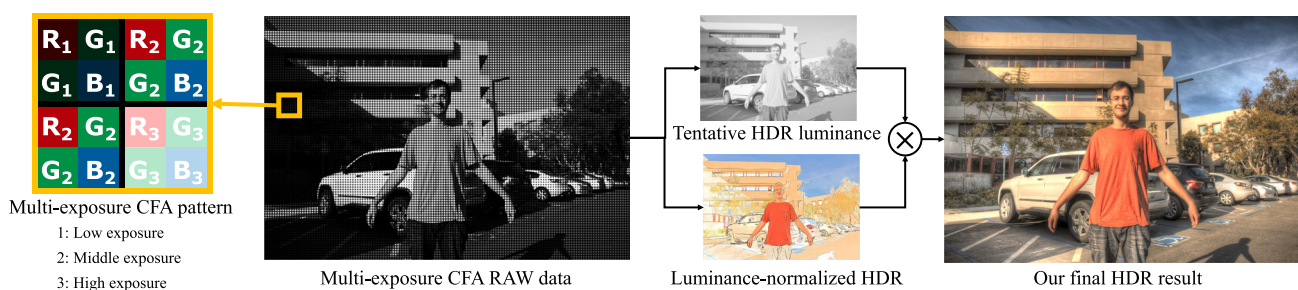 R1 G1 R2 G2
G1 B1 G2 B2
R2 G2 R3 G3
G2 B2 G3 B3
Multi-exposure CFA pattern
1: Low exposure
2: Middle exposure
3: High exposure
Multi-exposure CFA RAW data
Tentative HDR luminance
Luminance-normalized HDR
Our final HDR result